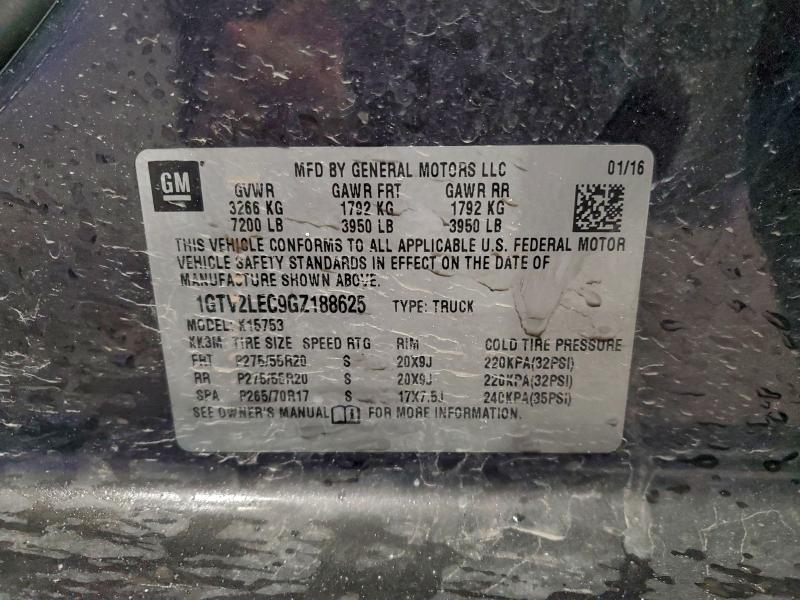 GM
MFD BY GENERAL MOTORS LLC 01/16
GVWR GAWR FRT GAWR RR
3266 KG 1792 KG 1792 KG
7200 LB 3950 LB 3950 LB
THIS VEHICLE CONFORMS TO ALL APPLICABLE U.S. FEDERAL MOTOR
VEHICLE SAFETY STANDARDS IN EFFECT ON THE DATE OF
MANUFACTURE SHOWN ABOVE.
1GTV2LEC9GZ188625 TYPE: TRUCK
MODEL: K15753
KK3M TIRE SIZE SPEED RTG RIM COLD TIRE PRESSURE
FRT P275/55R20 S 20X9J 220KPA(32PSI)
RR P275/55R20 S 20X9J 220KPA(32PSI)
SPA P265/70R17 S 17X7.5J 240KPA(35PSI)
SEE OWNER'S MANUAL FOR MORE INFORMATION.